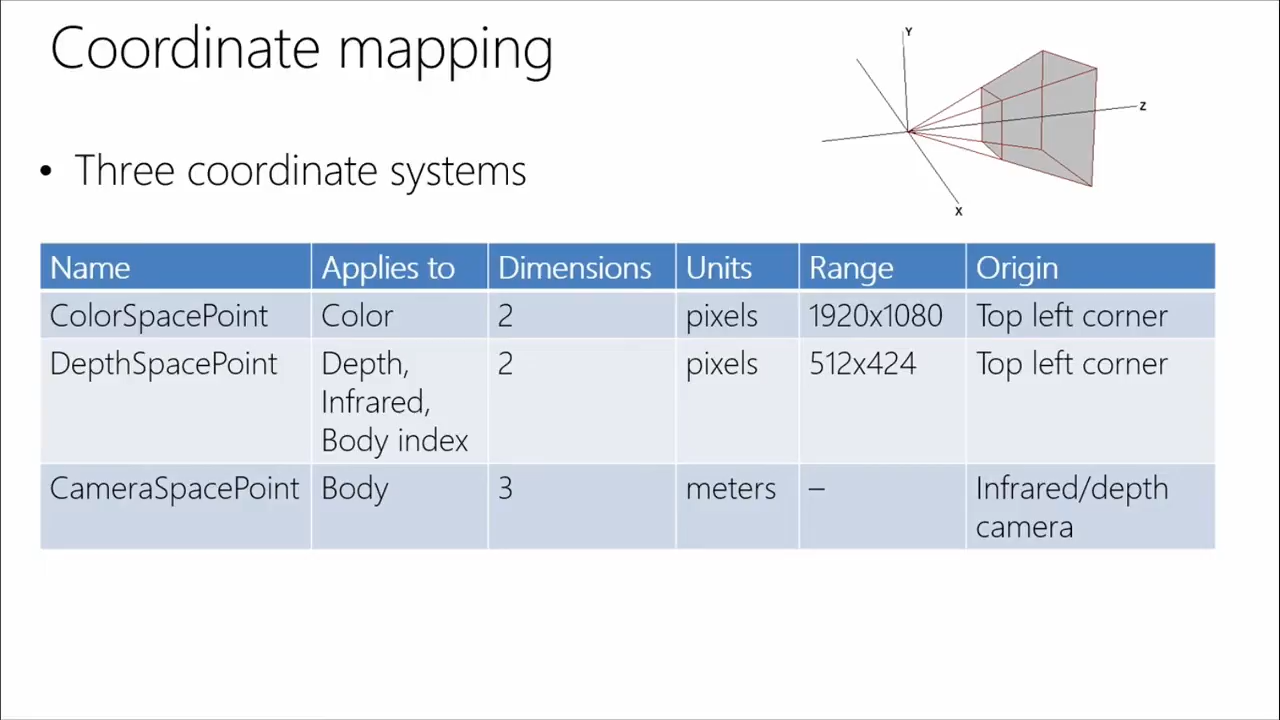 Coordinate mapping
Y
Z
X
• Three coordinate systems
Name Applies to Dimensions Units Range Origin
ColorSpacePoint Color 2 pixels 1920x1080 Top left corner
DepthSpacePoint Depth, 2 pixels 512x424 Top left corner
Infrared,
Body index
CameraSpacePoint Body 3 meters – Infrared/depth
camera